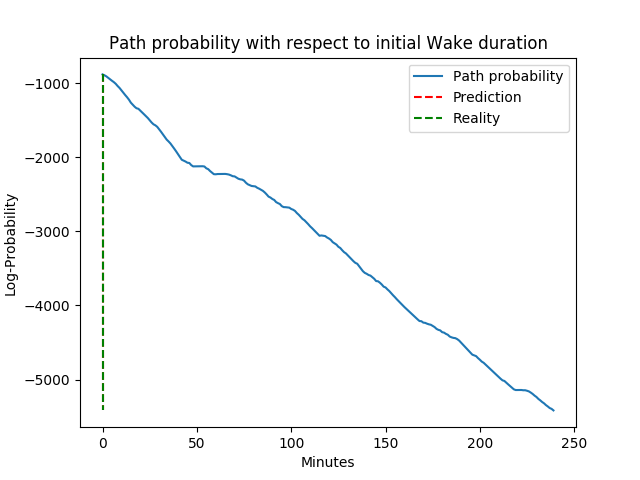 Path probability with respect to initial Wake duration
Path probability
Prediction
Reality
Log-Probability
−1000
−2000
−3000
−4000
−5000
0 50 100 150 200 250
Minutes